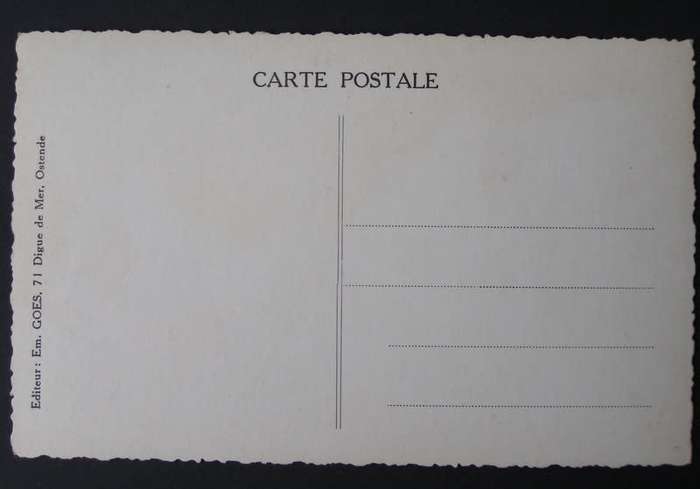 CARTE POSTALE
Editeur : Em. GOES, 71 Digue de Mer, Ostende